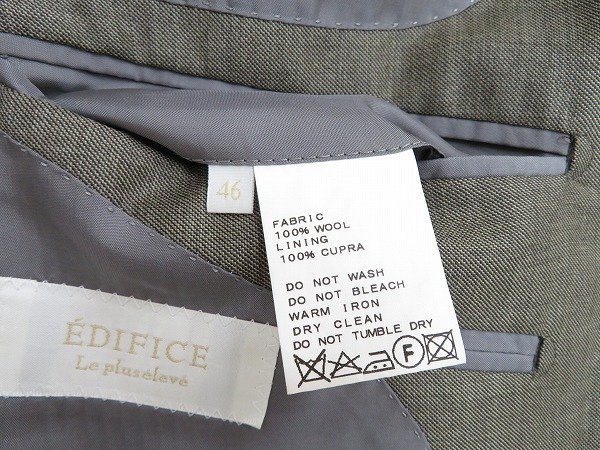 46
FABRIC
100% WOOL
LINING
100% CUPRA
DO NOT WASH
DO NOT BLEACH
WARM IRON
DRY CLEAN
DO NOT TUMBLE DRY
F
ÉDIFICE
Le plusélevé